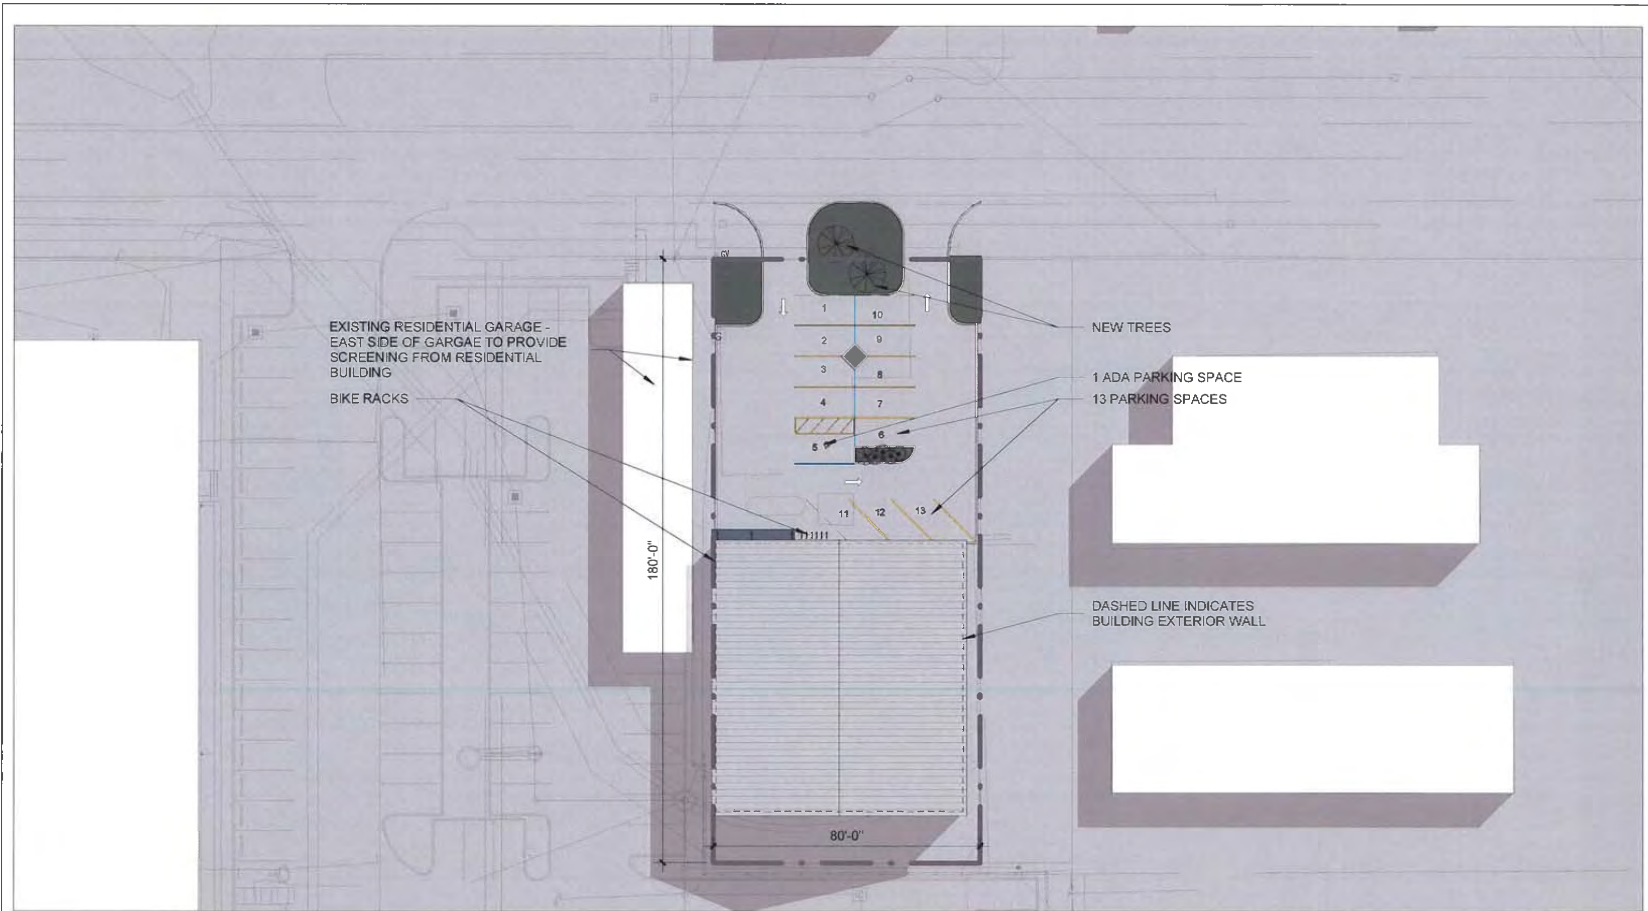 1
10
EXISTING RESIDENTIAL GARAGE -
EAST SIDE OF GARGAE TO PROVIDE
SCREENING FROM RESIDENTIAL
BUILDING
NEW TREES
2
9
3
8
1 ADA PARKING SPACE
BIKE RACKS
4
7
13 PARKING SPACES
6
5
11
12
13
180'-0"
DASHED LINE INDICATES
BUILDING EXTERIOR WALL
80'-0"